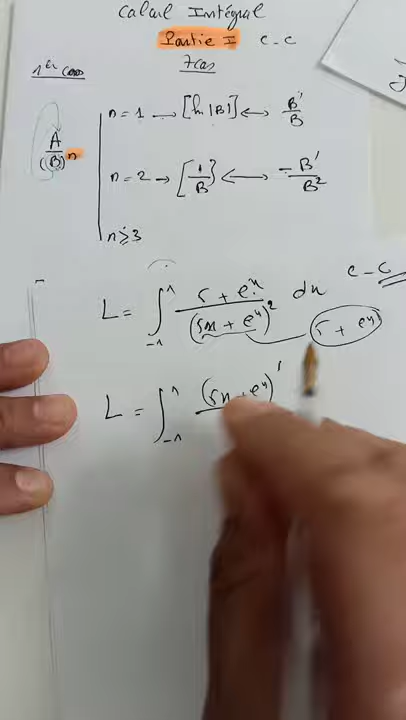 Calcul Intégral
Partie I c-c
1er cas 7cas
n = 1 → [ln |B|] ↔ B'/B
A/(B)^n
n = 2 → [1/B] ↔ -B'/B²
n ≥ 3
L = ∫_{-1}^{1} (5 + e^x)/(5x + e^x)² dx c-c
5 + e^x
L = ∫_{-1}^{1} (5x + e^x)'